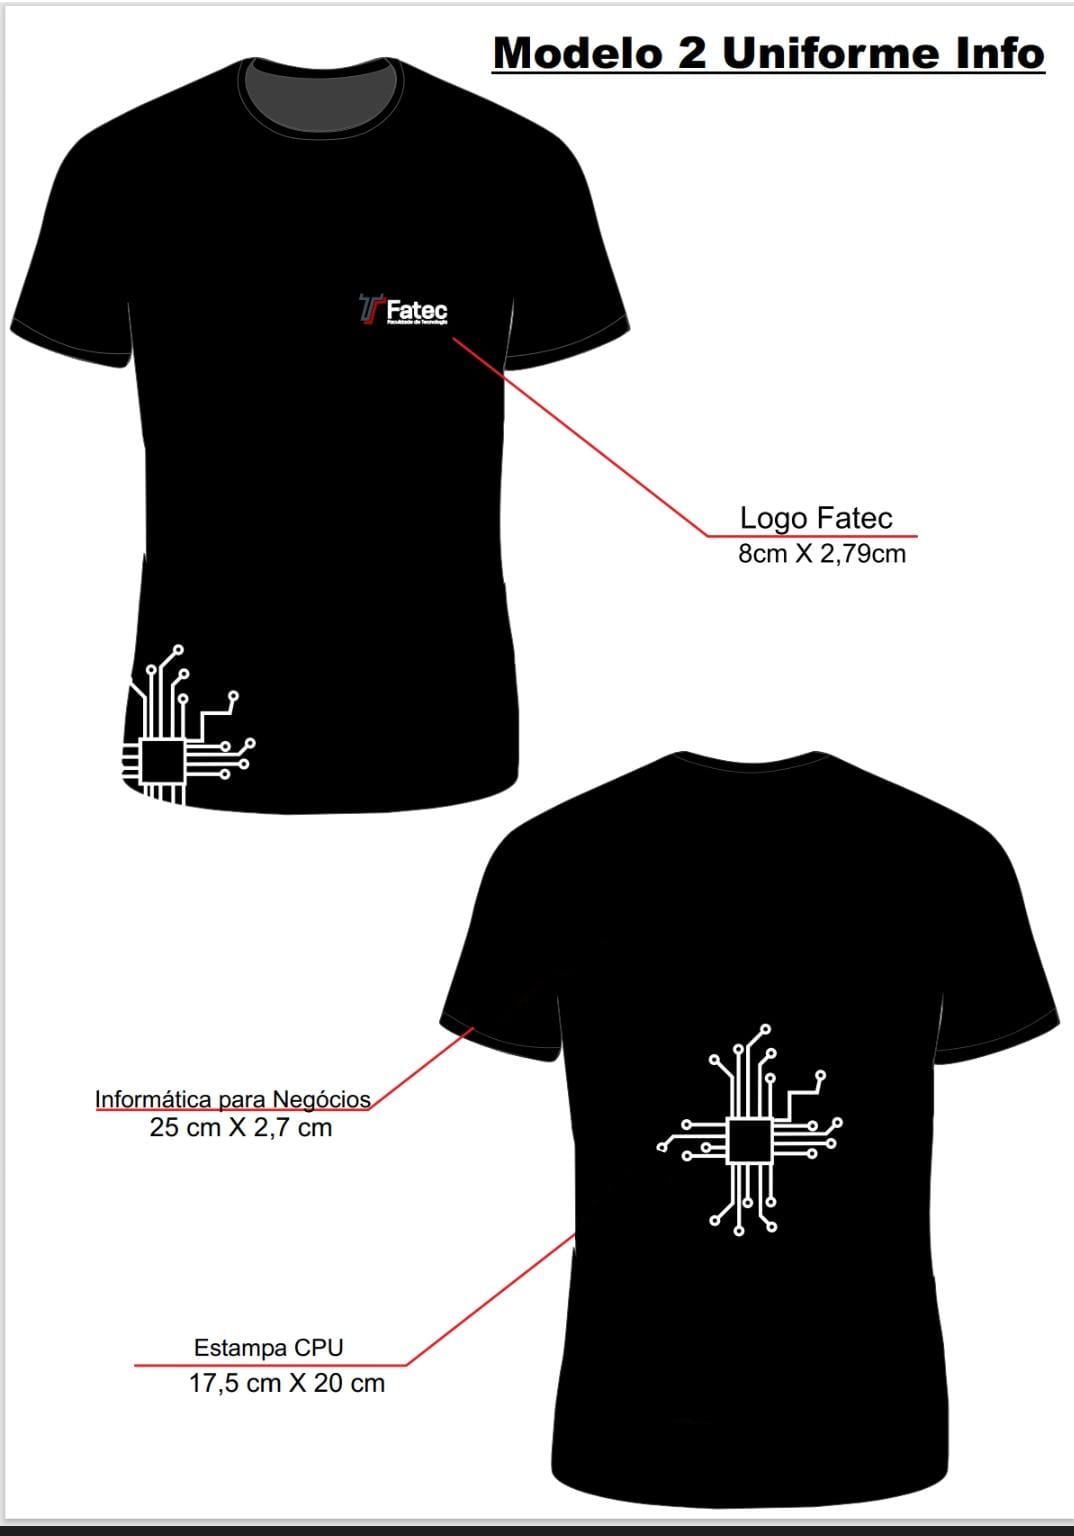 Modelo 2 Uniforme Info
Fatec
Faculdade de Tecnologia
Logo Fatec
8cm X 2,79cm
Informática para Negócios
25 cm X 2,7 cm
Estampa CPU
17,5 cm X 20 cm